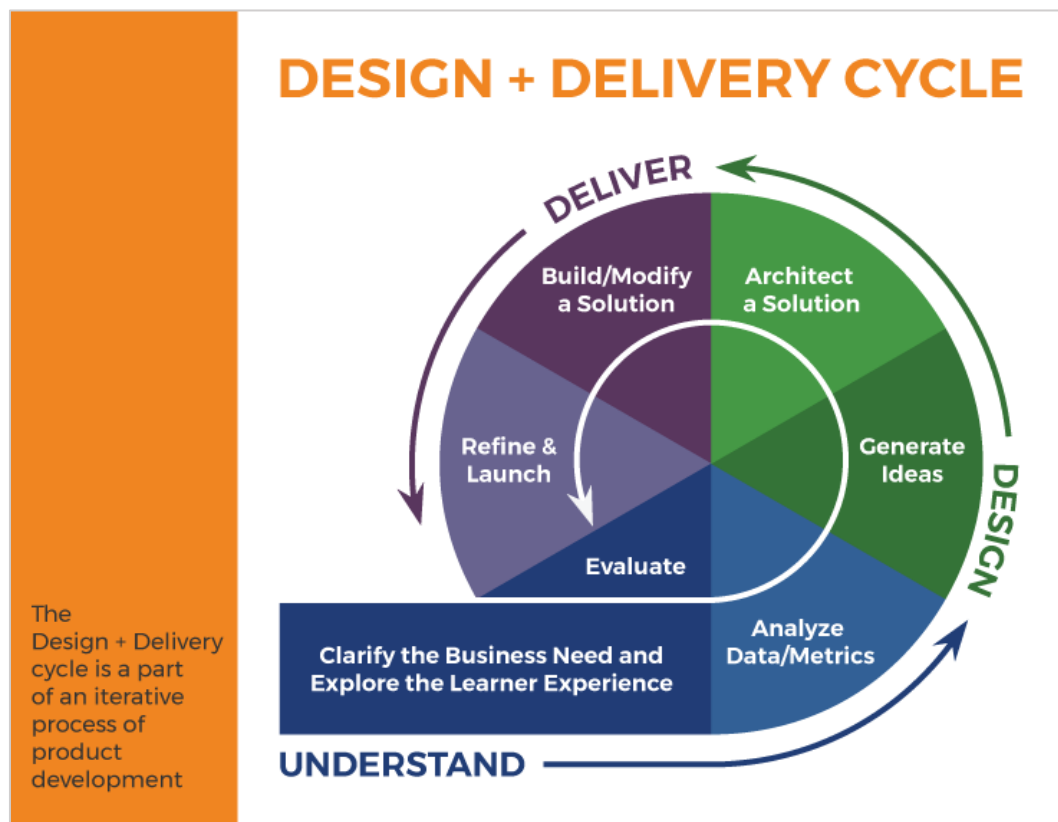 DESIGN + DELIVERY CYCLE
DELIVER
Build/Modify
a Solution
Architect
a Solution
Refine &
Launch
Generate
Ideas
DESIGN
Evaluate
Clarify the Business Need and
Explore the Learner Experience
Analyze
Data/Metrics
UNDERSTAND
The
Design + Delivery
cycle is a part
of an iterative
process of
product
development